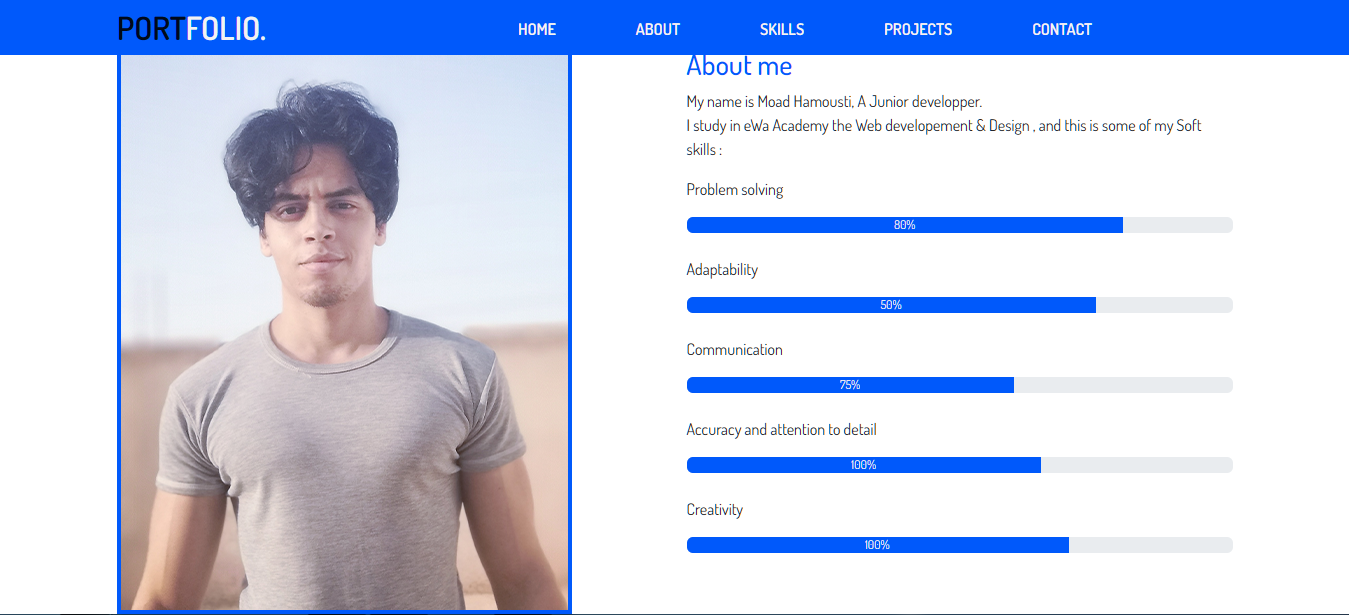 PORTFOLIO.
HOME ABOUT SKILLS PROJECTS CONTACT
About me
My name is Moad Hamousti, A Junior developper.
I study in eWa Academy the Web developement & Design , and this is some of my Soft
skills :
Problem solving
80%
Adaptability
50%
Communication
75%
Accuracy and attention to detail
100%
Creativity
100%